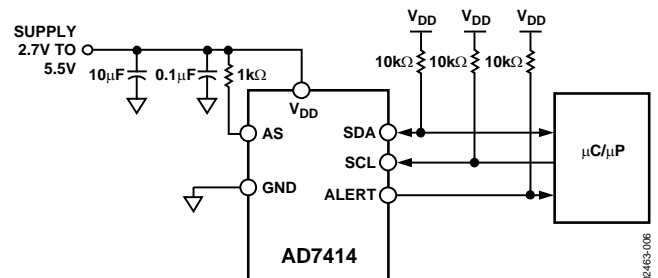 SUPPLY
2.7V TO
5.5V
10μF
0.1μF
1kΩ
VDD
VDD
VDD
10kΩ
10kΩ
10kΩ
VDD
AS
SDA
SCL
GND
ALERT
μC/μP
AD7414
02463-006